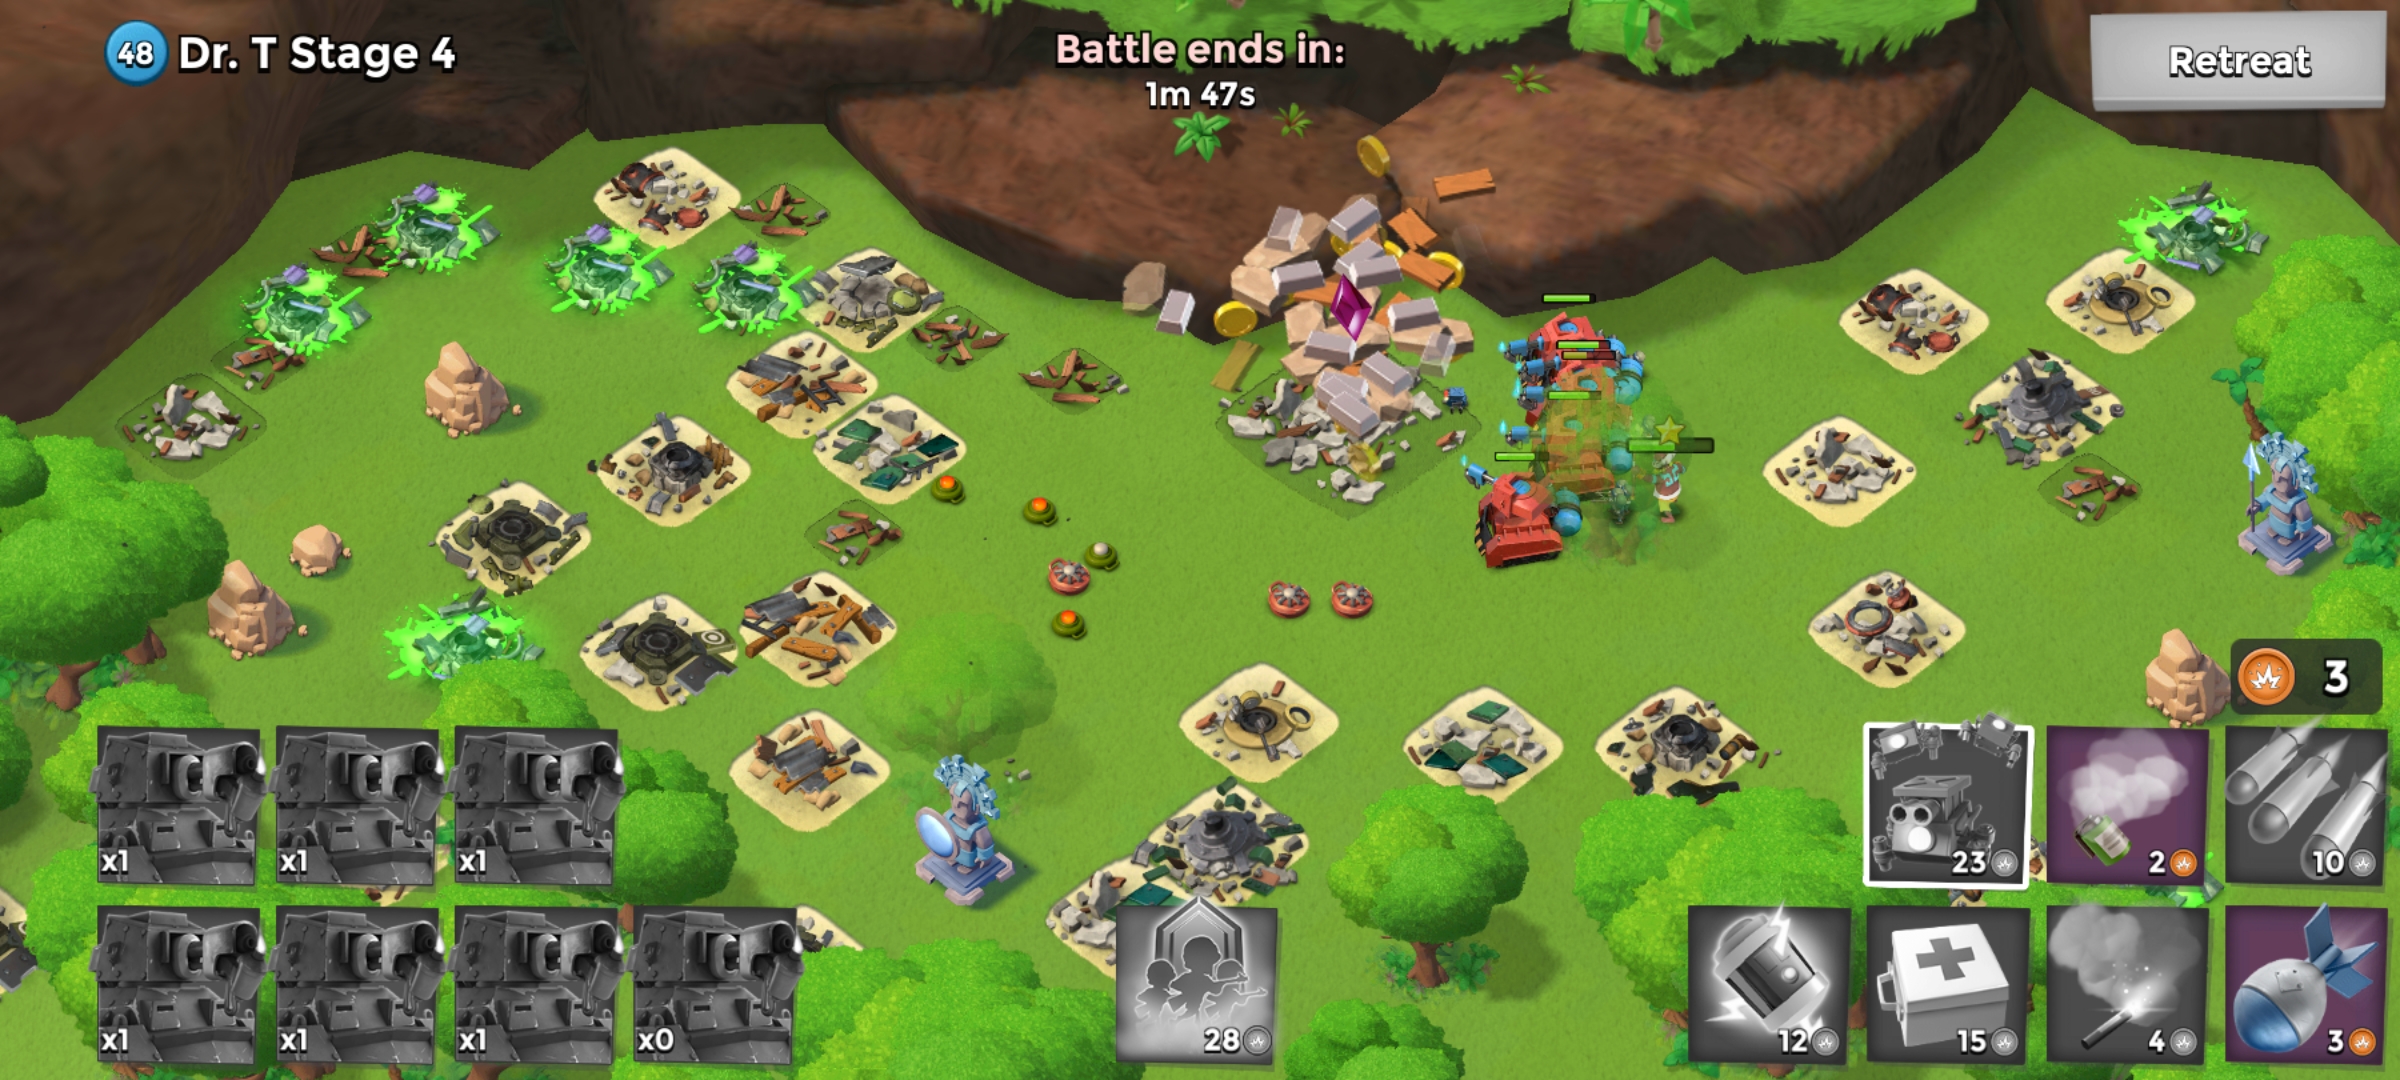 48 Dr. T Stage 4
Battle ends in:
1m 47s
Retreat
3
x1 x1 x1
23 2 10
x1 x1 x1 x0
28
12 15 4 3